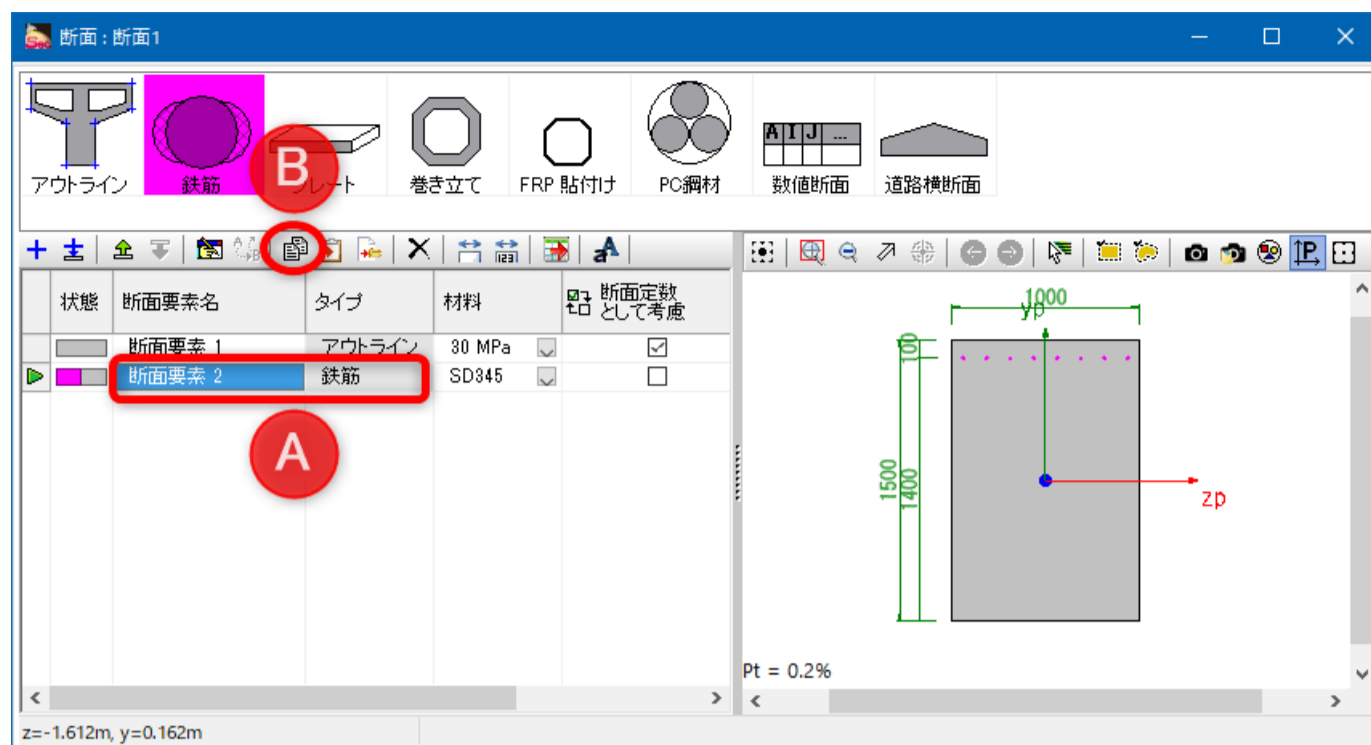 断面 : 断面1
A I J ...
アウトライン 鉄筋 B レート 巻き立て FRP 貼付け PC鋼材 数値断面 道路横断面
状態 断面要素名 タイプ 材料 断面定数
として考慮
断面要素 1 アウトライン 30 MPa
断面要素 2 鉄筋 SD345
A
1000
yp
100
1500
1400
zp
Pt = 0.2%
z=-1.612m, y=0.162m